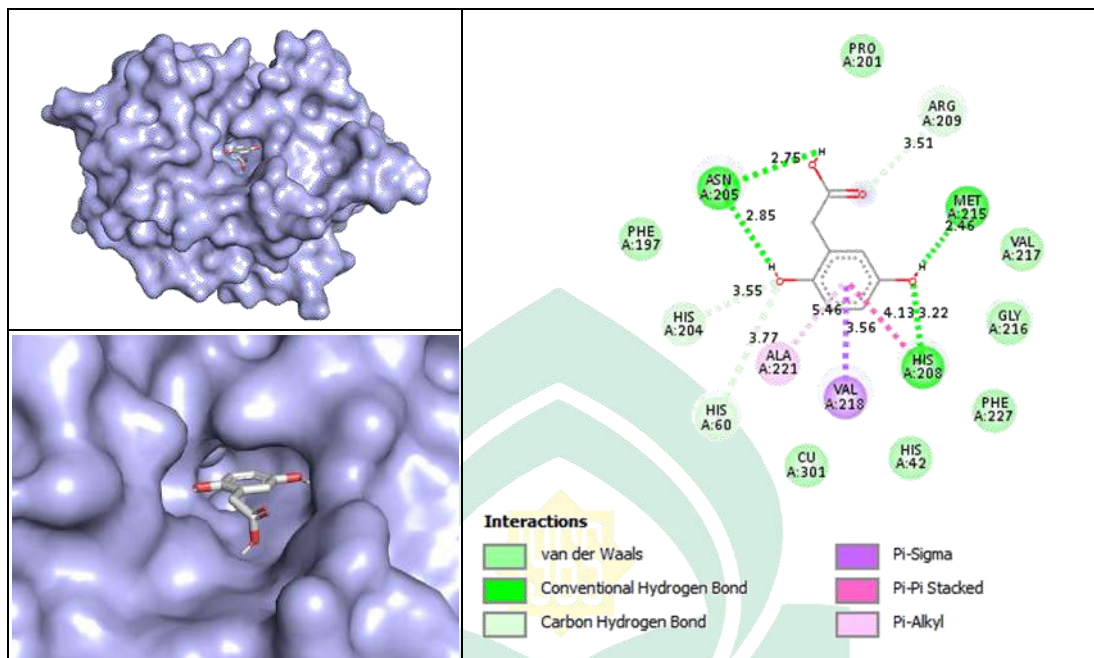 PRO
A:201
ARG
A:209
3.51
H
2.75
ASN
A:205
MET
A:215
2.46
2.85
PHE
A:197
VAL
A:217
H
H
3.55
HIS
A:204
5.46
4.13
3.22
GLY
A:216
3.56
3.77
ALA
A:221
HIS
A:208
VAL
A:218
PHE
A:227
HIS
A:60
CU
A:301
HIS
A:42
Interactions
van der Waals
Conventional Hydrogen Bond
Carbon Hydrogen Bond
Pi-Sigma
Pi-Pi Stacked
Pi-Alkyl